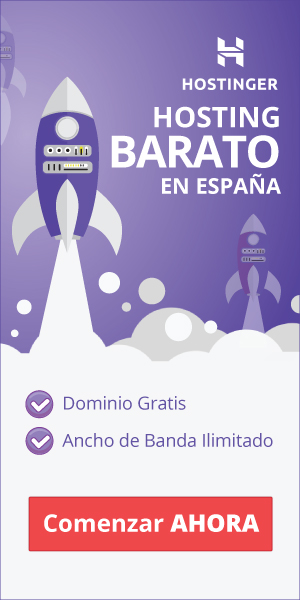 HOSTINGER
HOSTING
BARATO
EN ESPAÑA
Dominio Gratis
Ancho de Banda Ilimitado
Comenzar AHORA